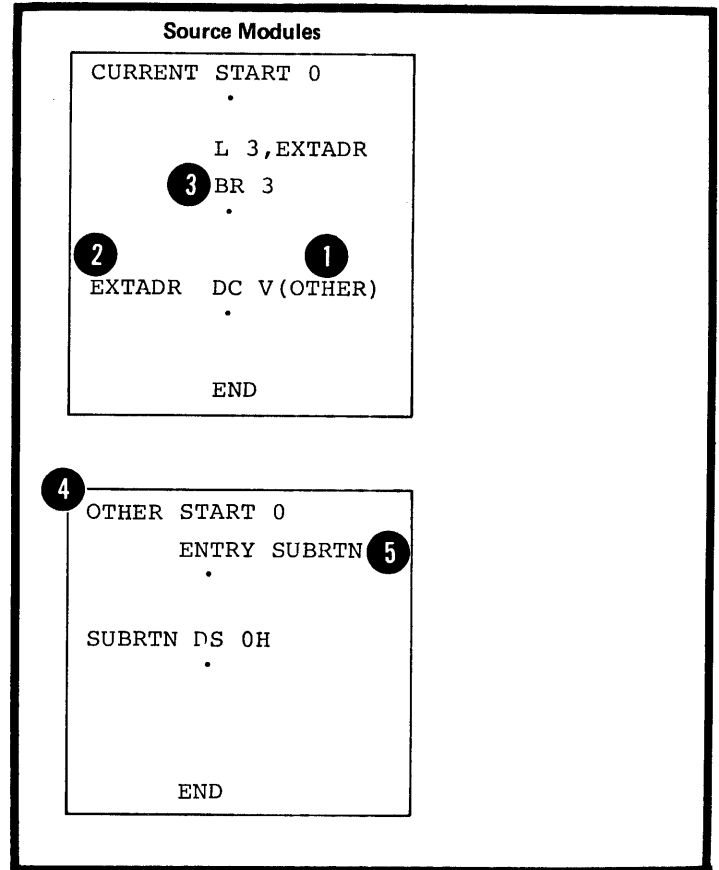 Source Modules
CURRENT START 0
L 3,EXTADR
3 BR 3
2 1
EXTADR DC V(OTHER)
END
4
OTHER START 0
ENTRY SUBRTN 5
SUBRTN DS 0H
END